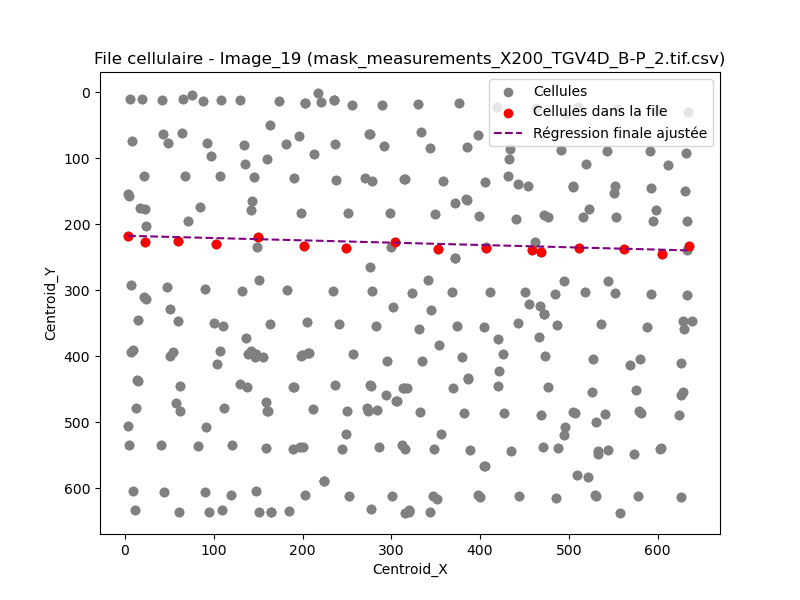 File cellulaire - Image_19 (mask_measurements_X200_TGV4D_B-P_2.tif.csv)
Cellules
Cellules dans la file
Régression finale ajustée
0
100
200
300
400
500
600
Centroid_Y
0 100 200 300 400 500 600
Centroid_X